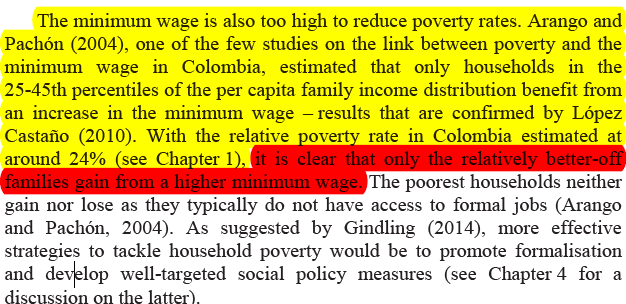 The minimum wage is also too high to reduce poverty rates. Arango and
Pachón (2004), one of the few studies on the link between poverty and the
minimum wage in Colombia, estimated that only households in the
25-45th percentiles of the per capita family income distribution benefit from
an increase in the minimum wage – results that are confirmed by López
Castaño (2010). With the relative poverty rate in Colombia estimated at
around 24% (see Chapter 1), it is clear that only the relatively better-off
families gain from a higher minimum wage. The poorest households neither
gain nor lose as they typically do not have access to formal jobs (Arango
and Pachón, 2004). As suggested by Gindling (2014), more effective
strategies to tackle household poverty would be to promote formalisation
and develop well-targeted social policy measures (see Chapter 4 for a
discussion on the latter).